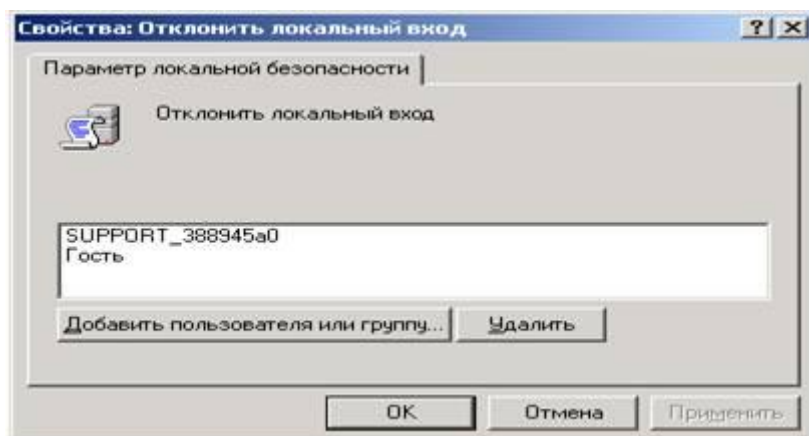 Свойства: Отклонить локальный вход
Параметр локальной безопасности
Отклонить локальный вход
SUPPORT_388945a0
Гость
Добавить пользователя или группу... Удалить
OK Отмена Применить